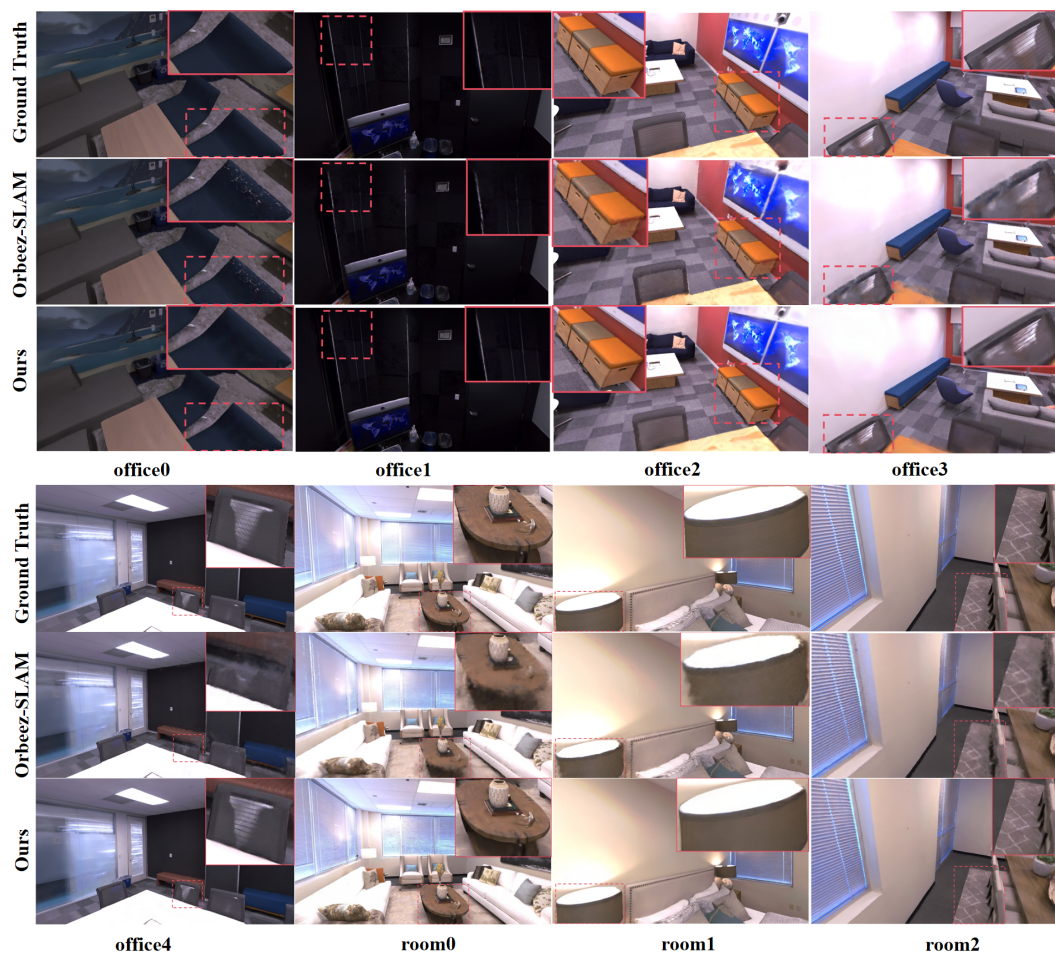 Ground Truth
Orbeez-SLAM
Ours
office0 office1 office2 office3
Ground Truth
Orbeez-SLAM
Ours
office4 room0 room1 room2